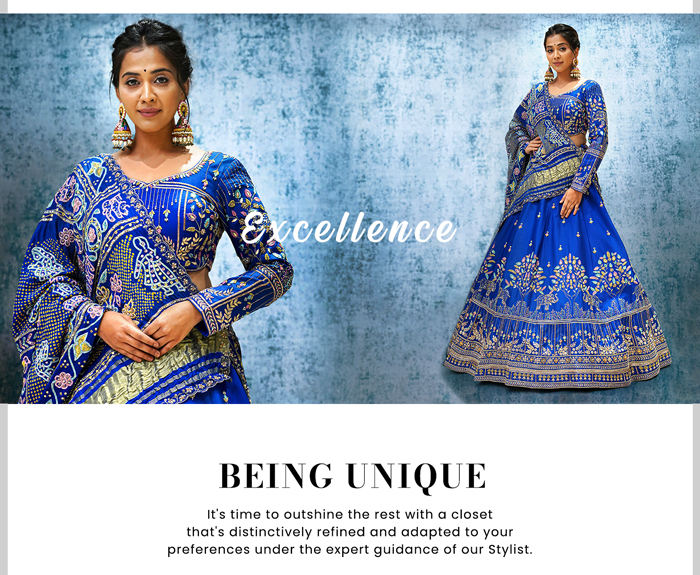 Excellence
BEING UNIQUE
It's time to outshine the rest with a closet
that's distinctively refined and adapted to your
preferences under the expert guidance of our Stylist.